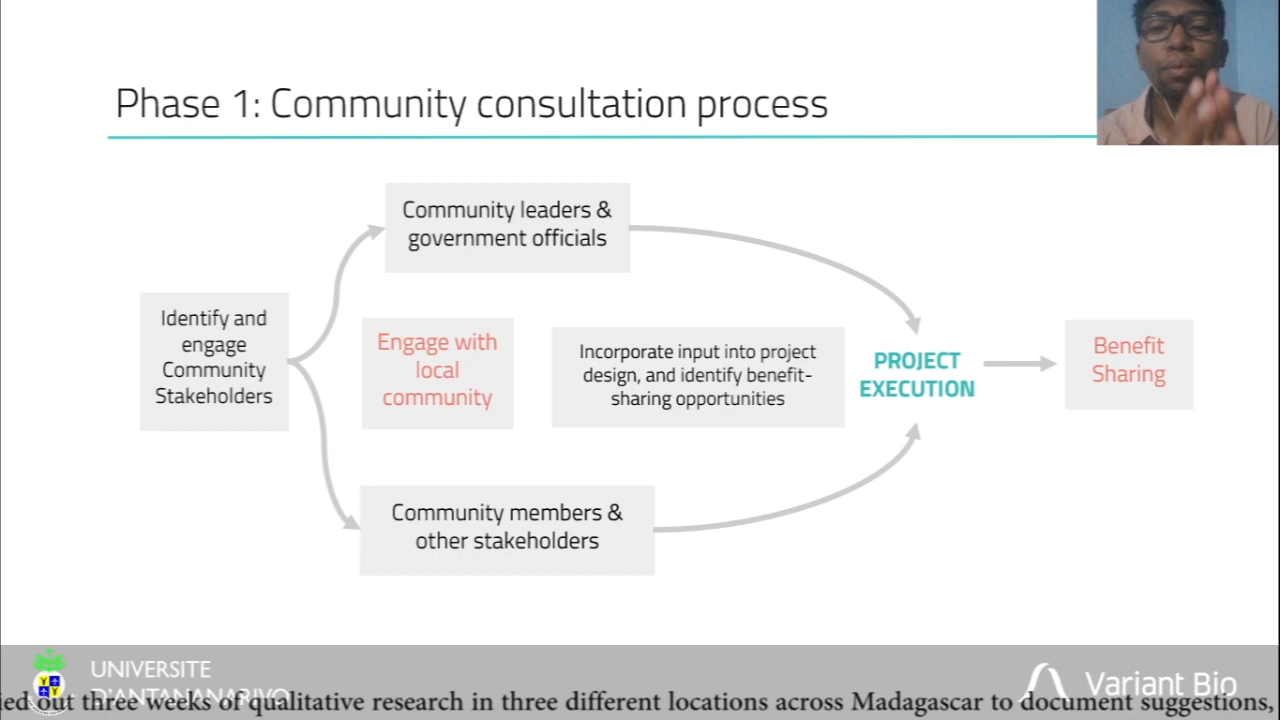 Phase 1: Community consultation process
Community leaders &
government officials
Identify and
engage
Community
Stakeholders
Engage with
local
community
Incorporate input into project
design, and identify benefit-
sharing opportunities
PROJECT
EXECUTION
Benefit
Sharing
Community members &
other stakeholders
UNIVERSITE
D'ANTANANARIVO
Variant Bio
out three weeks of qualitative research in three different locations across Madagascar to document suggestions,